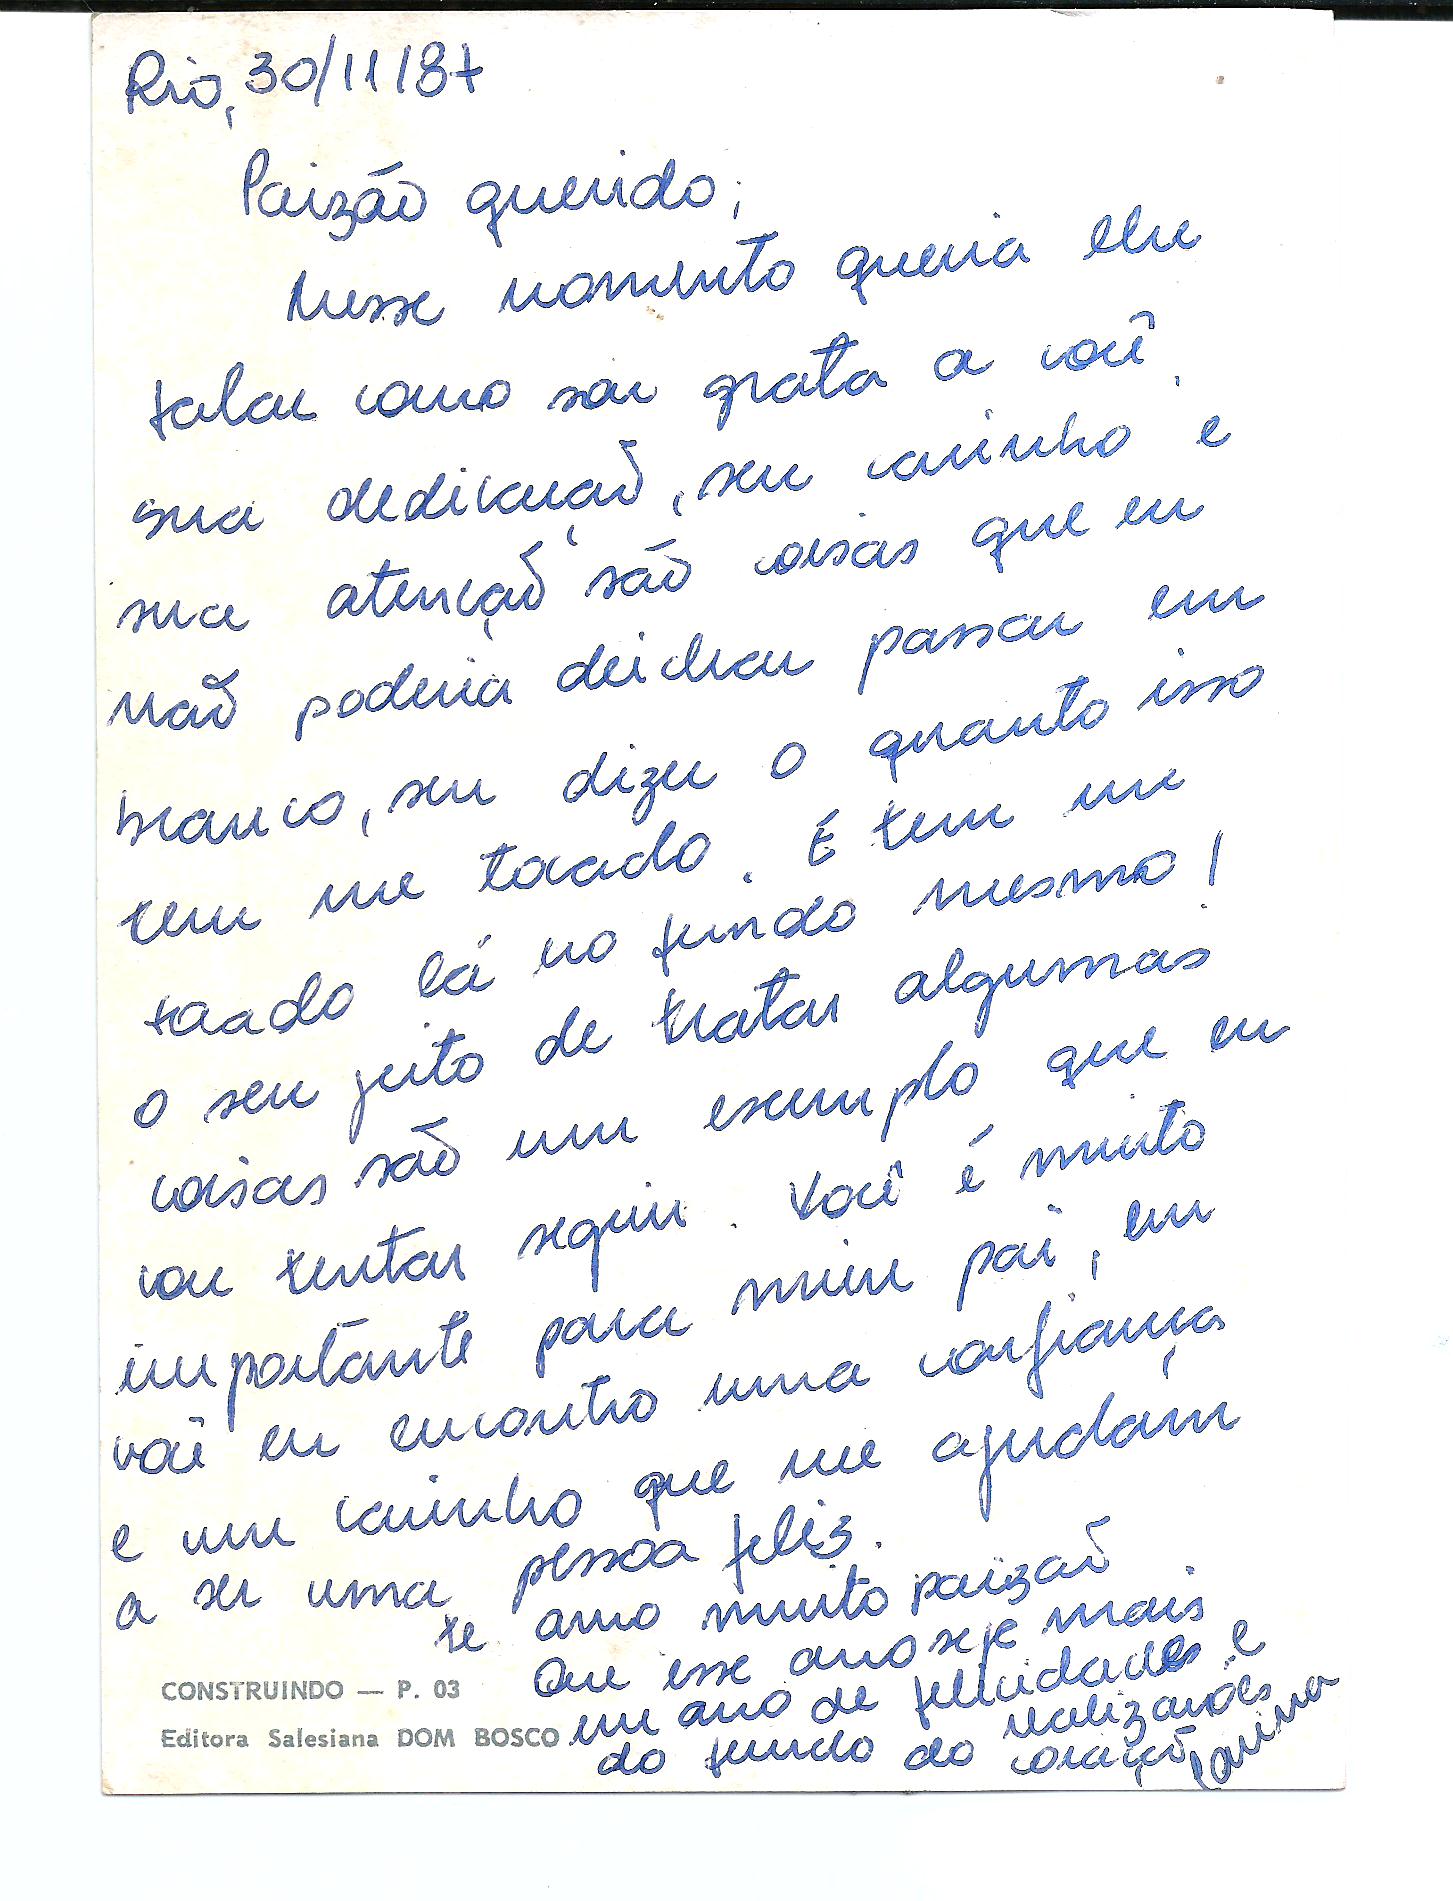 Rio, 30/11/87
Paizão querido,
Nesse momento queria eh
falar como sou grata a você,
sua dedicação, seu carinho e
sua atenção são coisas que eu
não poderia deichar passar em
branco, sem dizer o quanto isso
tem me tocado. E tem me
tocado lá no fundo mesmo!
o seu jeito de tratar algumas
coisas são um exemplo que eu
vou tentar seguir. Você é muito
importante para mim pai, em
você eu encontro uma confiança
e um carinho que me ajudam
a ser uma pessoa feliz.
te amo muito paizão
Que esse ano seje mais
um ano de felicidades e
realizações
do fundo do coração
CONSTRUINDO — P. 03
Editora Salesiana DOM BOSCO